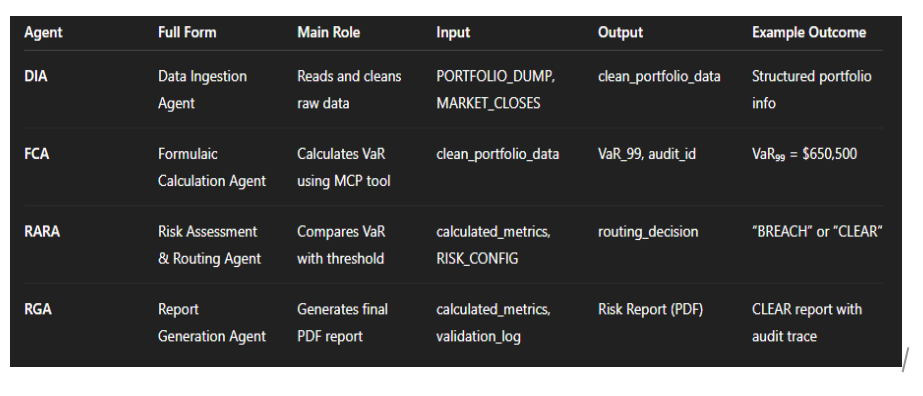 Agent Full Form Main Role Input Output Example Outcome
DIA Data Ingestion Reads and cleans PORTFOLIO_DUMP, clean_portfolio_data Structured portfolio
Agent raw data MARKET_CLOSES info
FCA Formulaic Calculates VaR clean_portfolio_data VaR_99, audit_id VaR₉₉ = $650,500
Calculation Agent using MCP tool
RARA Risk Assessment Compares VaR calculated_metrics, routing_decision “BREACH” or “CLEAR”
& Routing Agent with threshold RISK_CONFIG
RGA Report Generates final calculated_metrics, Risk Report (PDF) CLEAR report with
Generation Agent PDF report validation_log audit trace
/